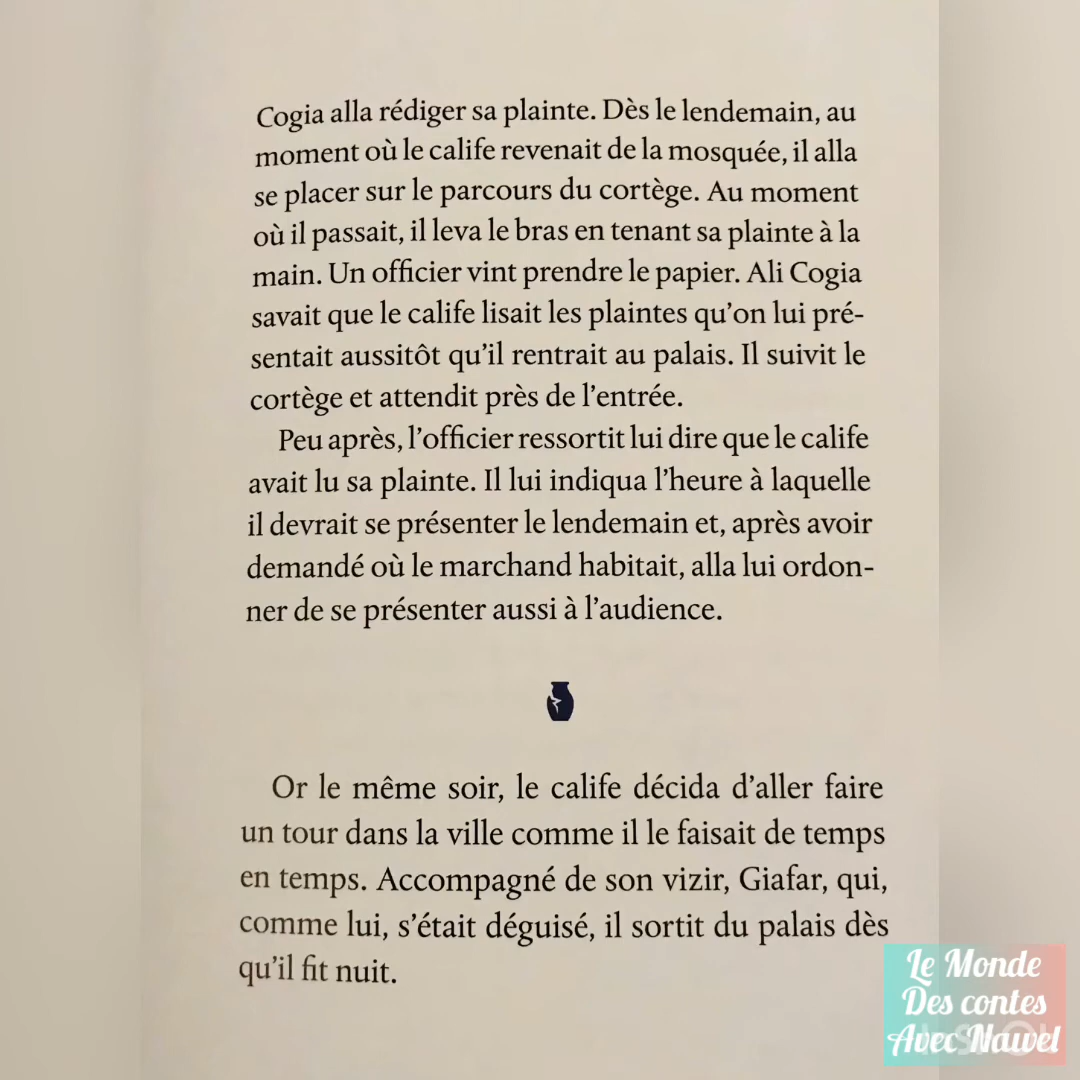 Cogia alla rédiger sa plainte. Dès le lendemain, au
moment où le calife revenait de la mosquée, il alla
se placer sur le parcours du cortège. Au moment
où il passait, il leva le bras en tenant sa plainte à la
main. Un officier vint prendre le papier. Ali Cogia
savait que le calife lisait les plaintes qu'on lui pré-
sentait aussitôt qu'il rentrait au palais. Il suivit le
cortège et attendit près de l'entrée.
Peu après, l'officier ressortit lui dire que le calife
avait lu sa plainte. Il lui indiqua l'heure à laquelle
il devrait se présenter le lendemain et, après avoir
demandé où le marchand habitait, alla lui ordon-
ner de se présenter aussi à l'audience.
Or le même soir, le calife décida d'aller faire
un tour dans la ville comme il le faisait de temps
en temps. Accompagné de son vizir, Giafar, qui,
comme lui, s'était déguisé, il sortit du palais dès
qu'il fit nuit.
Le Monde
Des contes
Avec Nawel